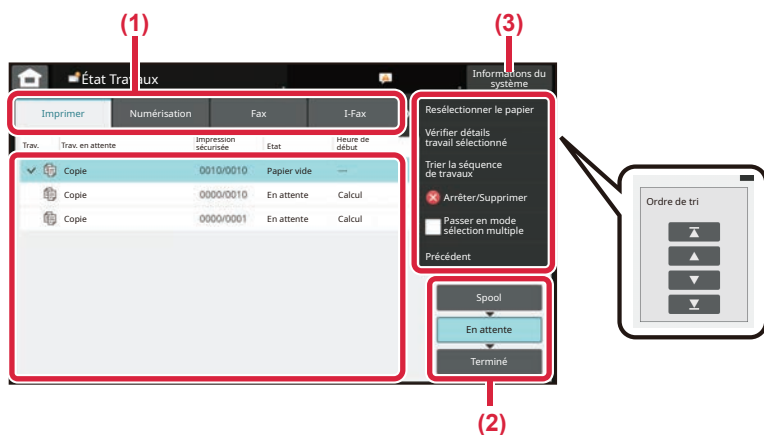 (1)
(3)
État Travaux
Informations du
système
Imprimer
Numérisation
Fax
I-Fax
Trav.
Trav. en attente
Impression
sécurisée
Etat
Heure de
début
Copie
0010/0010
Papier vide
---
Copie
0000/0010
En attente
Calcul
Copie
0000/0001
En attente
Calcul
Resélectionner le papier
Vérifier détails
travail sélectionné
Trier la séquence
de travaux
Arrêter/Supprimer
Passer en mode
sélection multiple
Précédent
Spool
En attente
Terminé
(2)
Ordre de tri